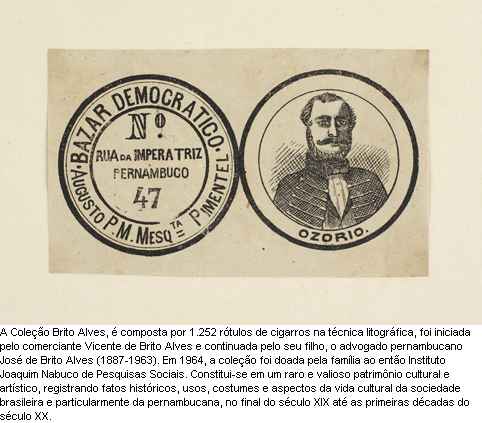 BAZAR DEMOCRATICO.
Nº
RUA DA IMPERATRIZ
PERNAMBUCO
47
AUGUSTO P. M. MESQTA PIMENTEL
OZORIO.
A Coleção Brito Alves, é composta por 1.252 rótulos de cigarros na técnica litográfica, foi iniciada
pelo comerciante Vicente de Brito Alves e continuada pelo seu filho, o advogado pernambucano
José de Brito Alves (1887-1963). Em 1964, a coleção foi doada pela família ao então Instituto
Joaquim Nabuco de Pesquisas Sociais. Constitui-se em um raro e valioso patrimônio cultural e
artístico, registrando fatos históricos, usos, costumes e aspectos da vida cultural da sociedade
brasileira e particularmente da pernambucana, no final do século XIX até as primeiras décadas do
século XX.